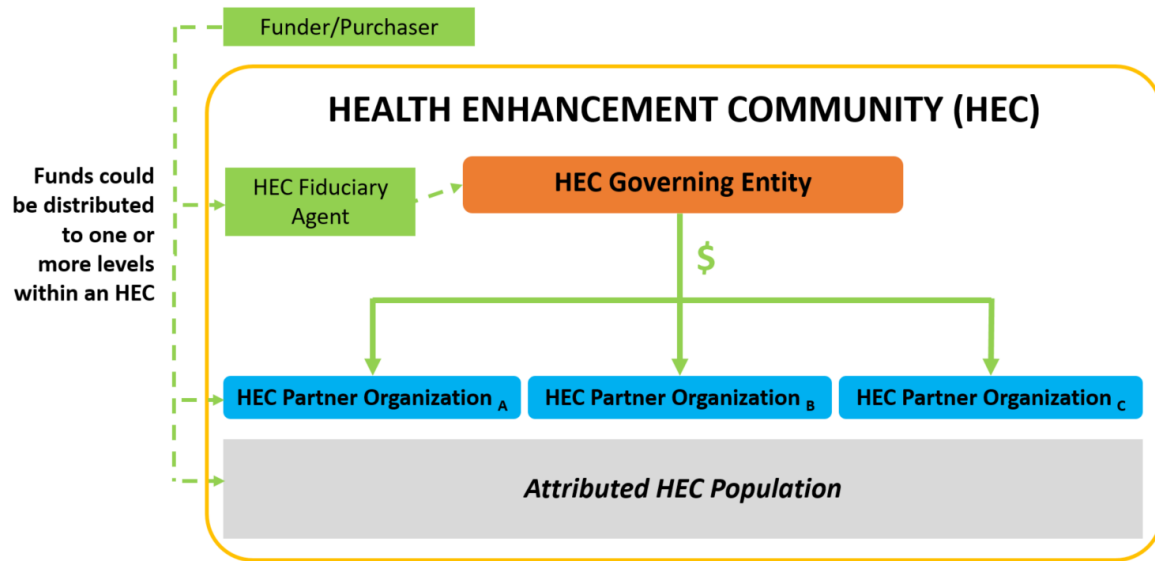 Funder/Purchaser
HEALTH ENHANCEMENT COMMUNITY (HEC)
Funds could
be distributed
to one or
more levels
within an HEC
HEC Fiduciary
Agent
HEC Governing Entity
$
HEC Partner Organization A
HEC Partner Organization B
HEC Partner Organization C
Attributed HEC Population